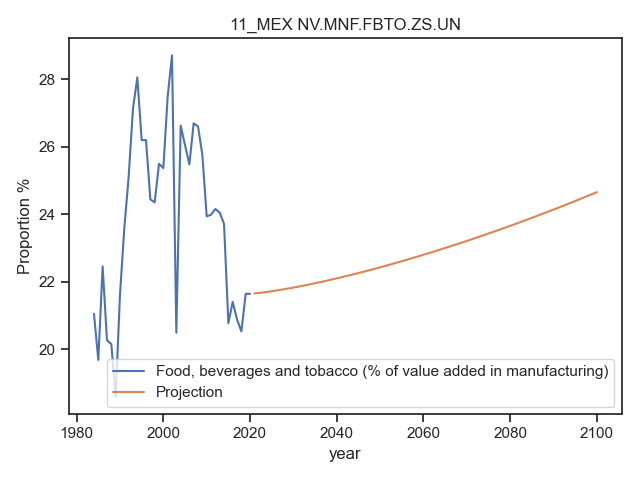 11_MEX NV.MNF.FBTO.ZS.UN
Proportion %
28
26
24
22
20
Food, beverages and tobacco (% of value added in manufacturing)
Projection
1980 2000 2020 2040 2060 2080 2100
year